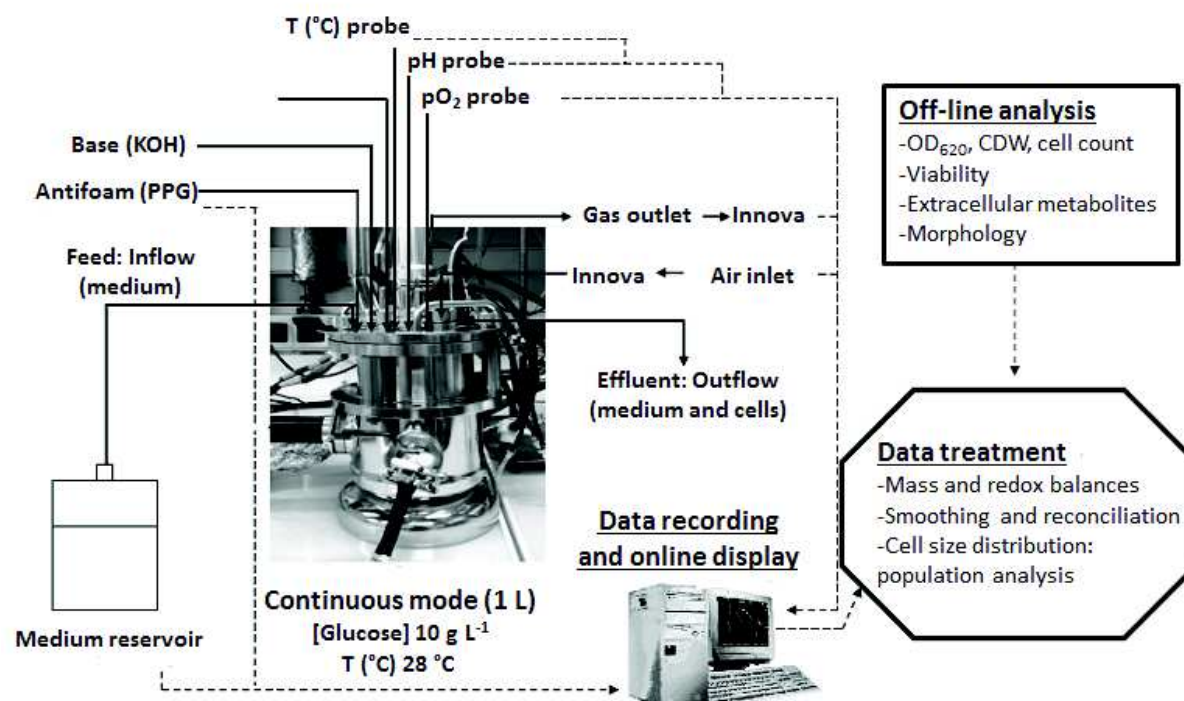 T (°C) probe
pH probe
pO₂ probe
Base (KOH)
Antifoam (PPG)
Feed: Inflow
(medium)
Gas outlet
Innova
Innova
Air inlet
Effluent: Outflow
(medium and cells)
Medium reservoir
Continuous mode (1 L)
[Glucose] 10 g L⁻¹
T (°C) 28 °C
Data recording
and online display
Off-line analysis
-OD₆₂₀, CDW, cell count
-Viability
-Extracellular metabolites
-Morphology
Data treatment
-Mass and redox balances
-Smoothing and reconciliation
-Cell size distribution:
population analysis